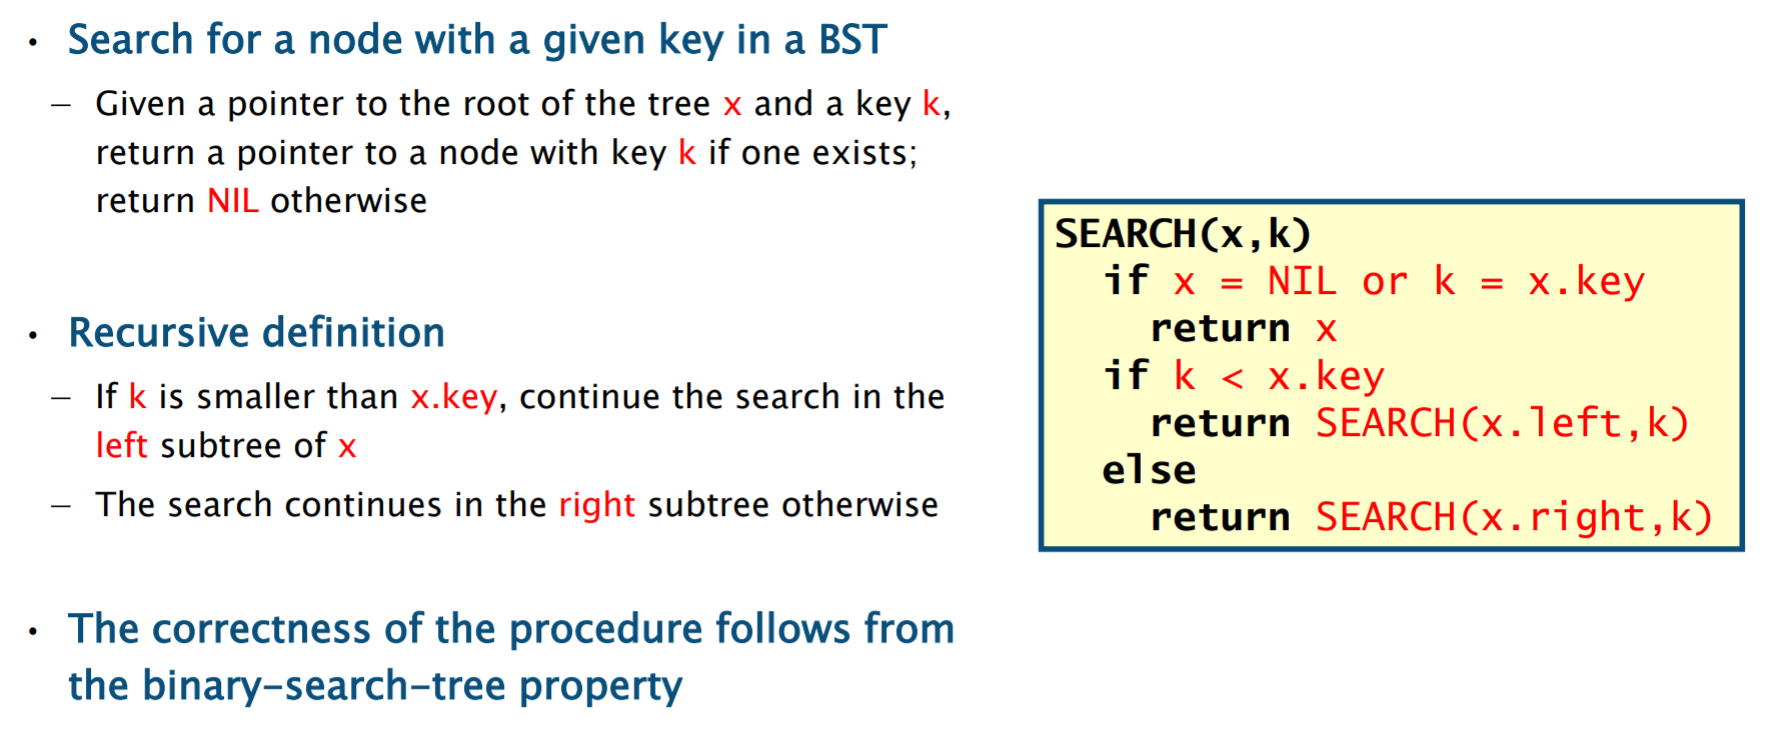 • Search for a node with a given key in a BST
– Given a pointer to the root of the tree x and a key k,
return a pointer to a node with key k if one exists;
return NIL otherwise
• Recursive definition
– If k is smaller than x.key, continue the search in the
left subtree of x
– The search continues in the right subtree otherwise
• The correctness of the procedure follows from
the binary-search-tree property
SEARCH(x,k)
if x = NIL or k = x.key
return x
if k < x.key
return SEARCH(x.left,k)
else
return SEARCH(x.right,k)